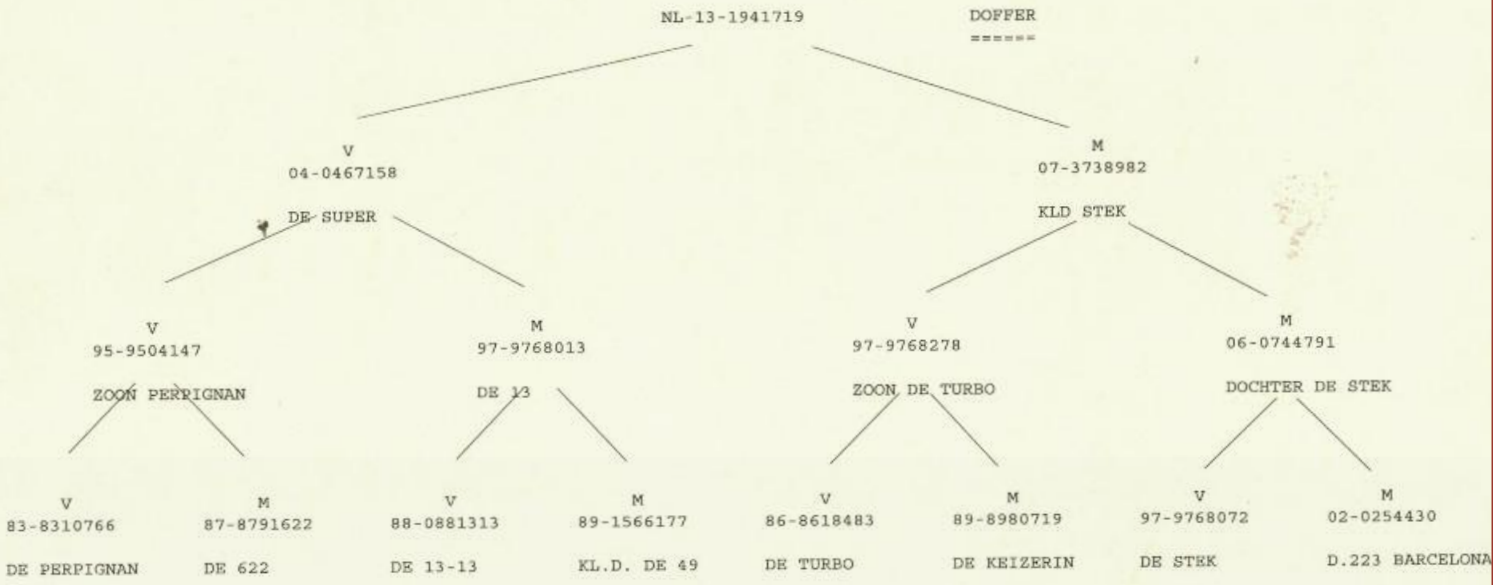 NL-13-1941719 DOFFER
======
V
04-0467158
DE SUPER
M
07-3738982
KLD STEK
V
95-9504147
ZOON PERPIGNAN
M
97-9768013
DE 13
V
97-9768278
ZOON DE TURBO
M
06-0744791
DOCHTER DE STEK
V
83-8310766
DE PERPIGNAN
M
87-8791622
DE 622
V
88-0881313
DE 13-13
M
89-1566177
KL.D. DE 49
V
86-8618483
DE TURBO
M
89-8980719
DE KEIZERIN
V
97-9768072
DE STEK
M
02-0254430
D.223 BARCELONA